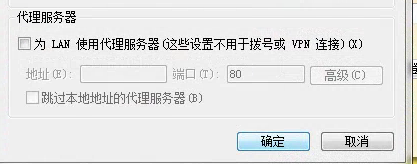 代理服务器
为 LAN 使用代理服务器(这些设置不用于拨号或 VPN 连接)(X)
地址(E): 端口(T): 80 高级(C)
跳过本地地址的代理服务器(B)
确定 取消